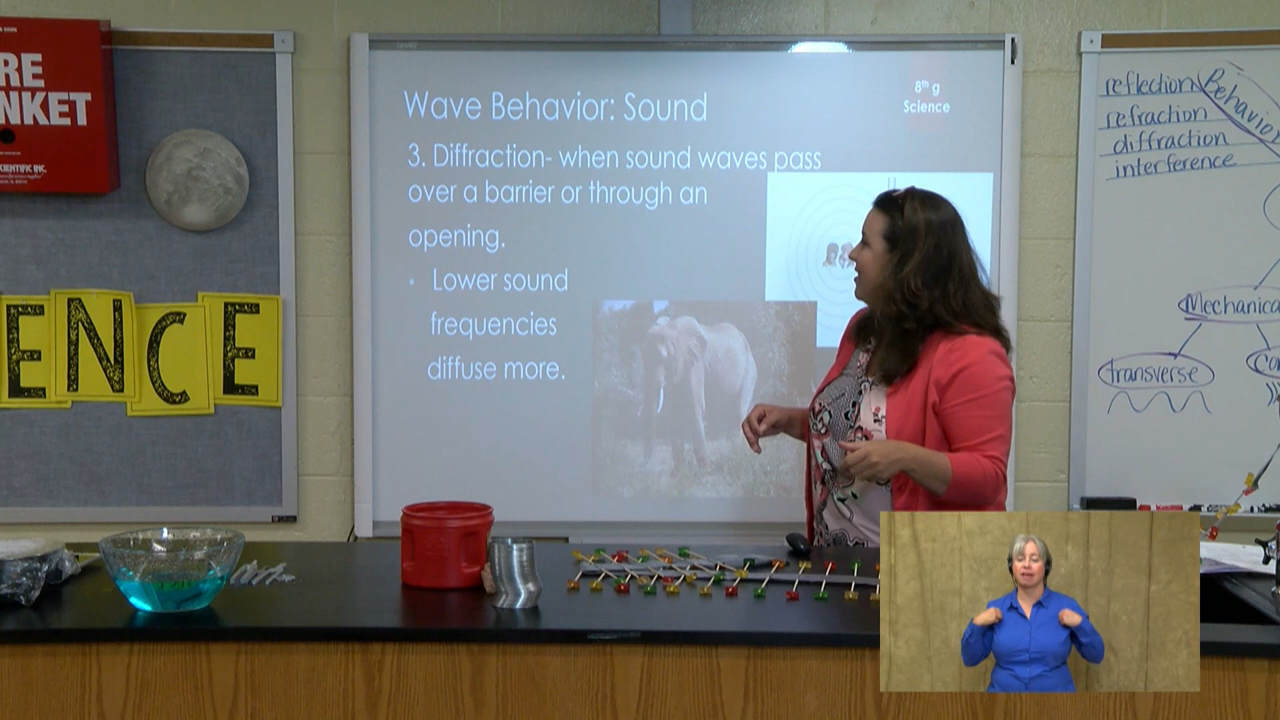 RE
NKET
ENCE
Wave Behavior: Sound
8th g
Science
3. Diffraction- when sound waves pass
over a barrier or through an
opening.
• Lower sound
frequencies
diffuse more.
reflection
refraction
diffraction
interference
Behavior
Mechanica
transverse
Co